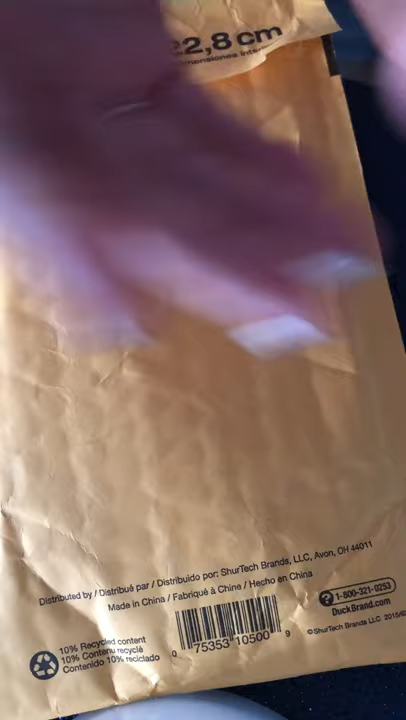 2,8 cm
Distributed by / Distribué par / Distribuido por: ShurTech Brands, LLC, Avon, OH 44011
Made in China / Fabriqué à Chine / Hecho en China
10% Recycled content
10% Contenu recyclé
Contenido 10% reciclado
0 75353 10500 9
? 1-800-321-0253
DuckBrand.com
©ShurTech Brands LLC